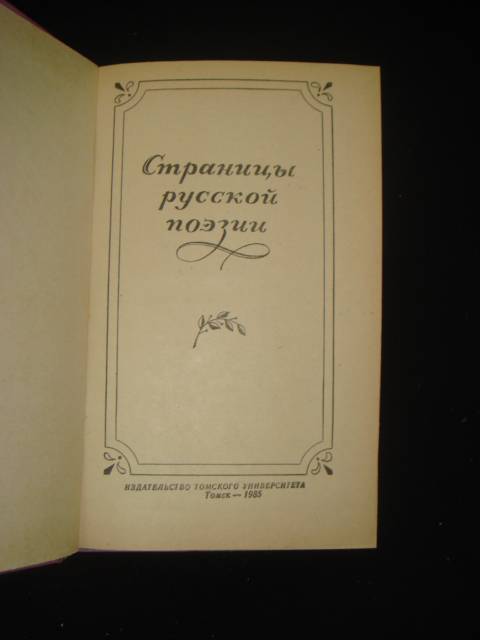 Страницы
русской
поэзии
ИЗДАТЕЛЬСТВО ТОМСКОГО УНИВЕРСИТЕТА
Томск — 1985